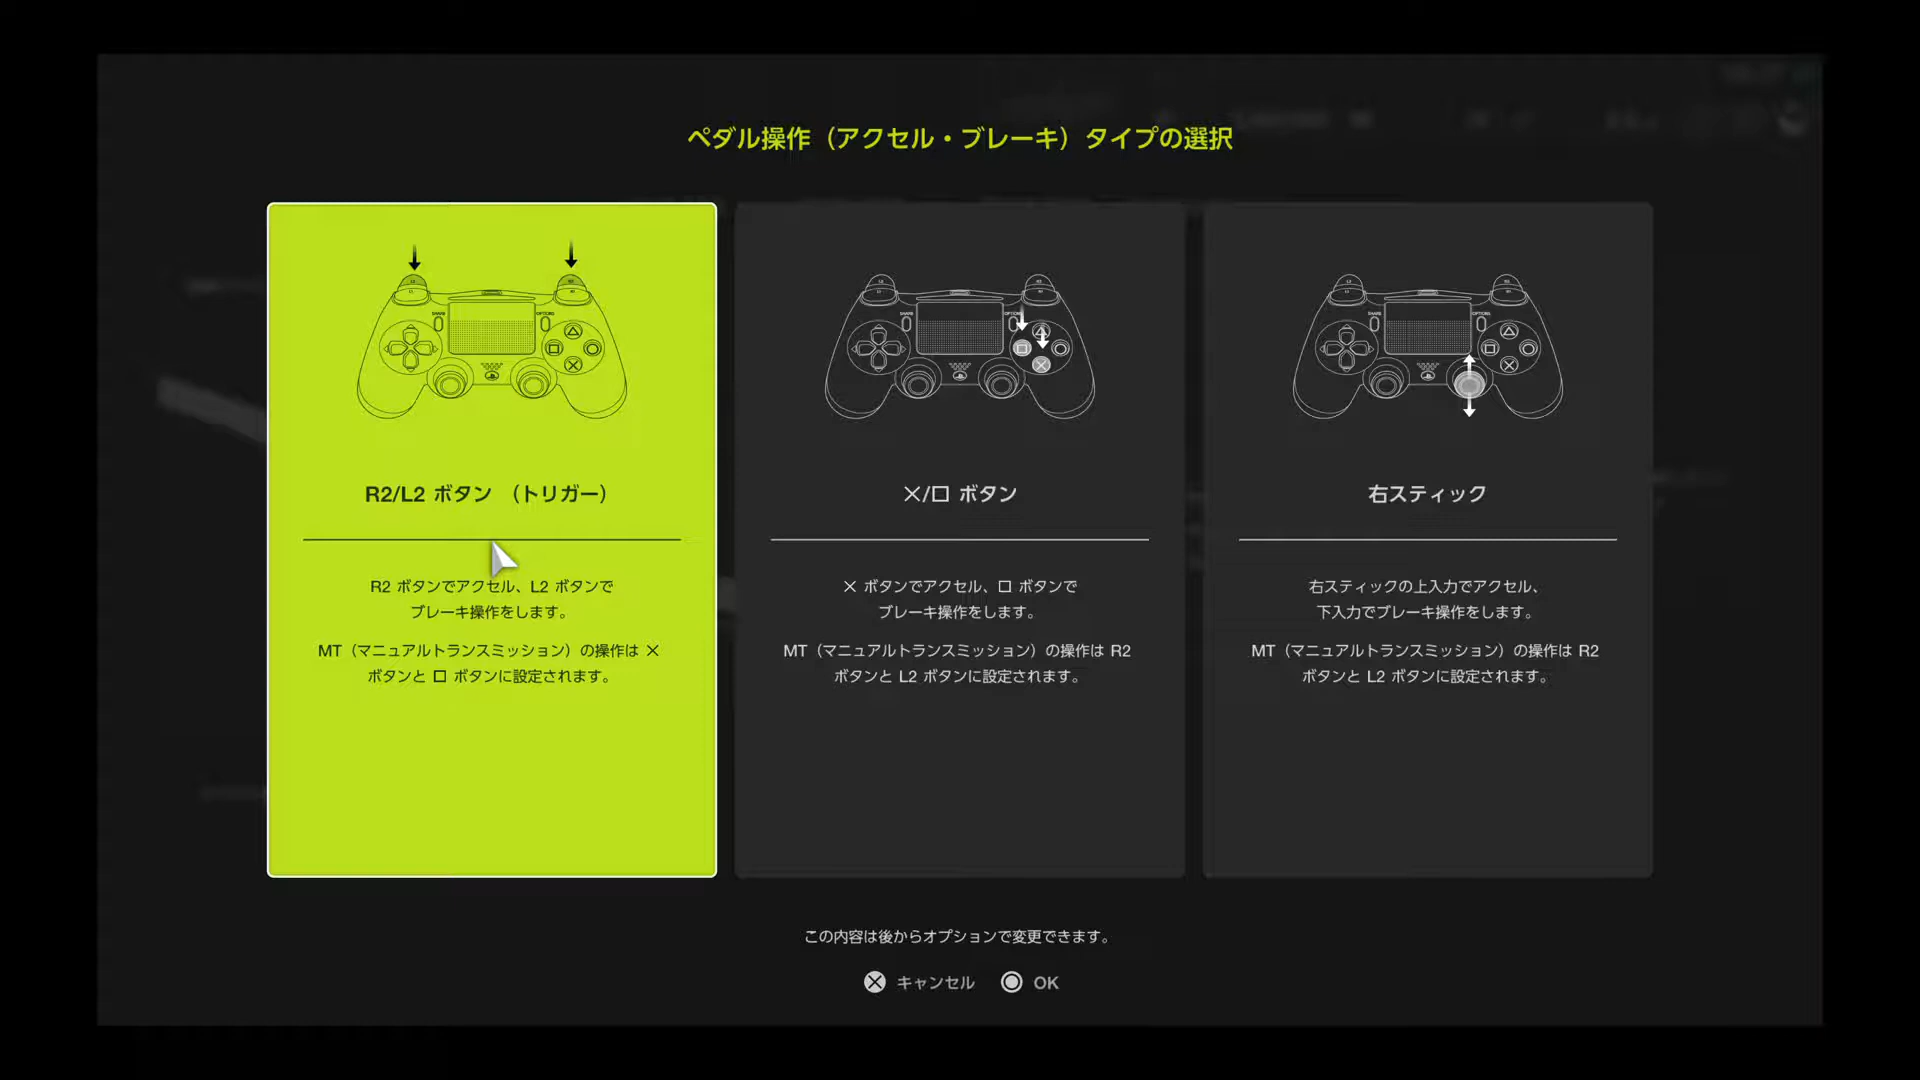 ペダル操作（アクセル・ブレーキ）タイプの選択
R2/L2 ボタン （トリガー）
R2 ボタンでアクセル、L2 ボタンで
ブレーキ操作をします。
MT（マニュアルトランスミッション）の操作は ✕
ボタンと □ ボタンに設定されます。
✕/□ ボタン
✕ ボタンでアクセル、□ ボタンで
ブレーキ操作をします。
MT（マニュアルトランスミッション）の操作は R2
ボタンと L2 ボタンに設定されます。
右スティック
右スティックの上入力でアクセル、
下入力でブレーキ操作をします。
MT（マニュアルトランスミッション）の操作は R2
ボタンと L2 ボタンに設定されます。
この内容は後からオプションで変更できます。
キャンセル OK